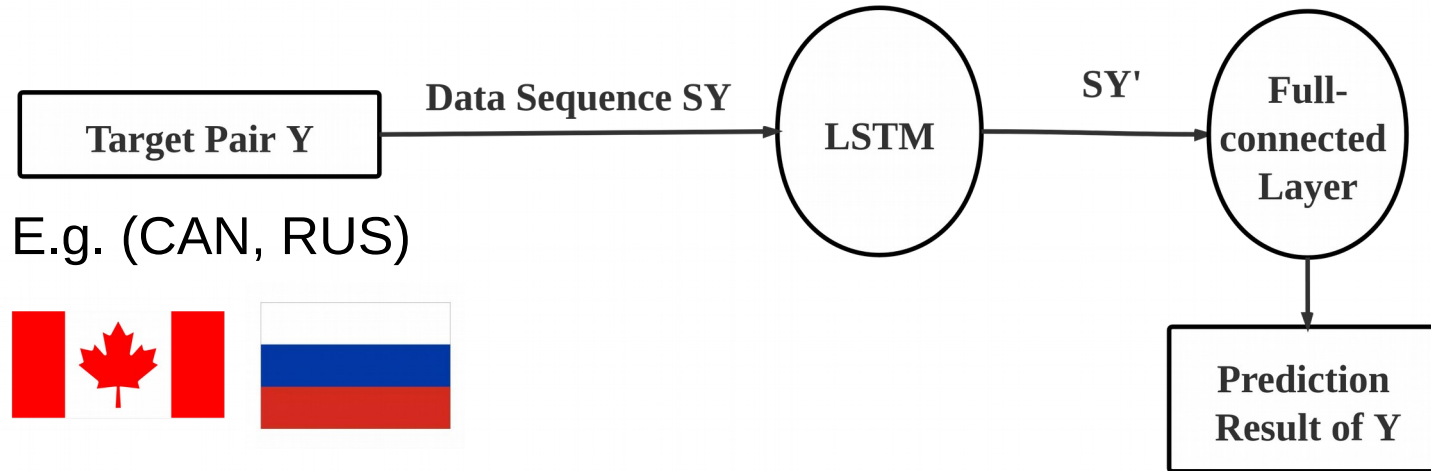 Target Pair Y
Data Sequence SY
LSTM
SY'
Full-
connected
Layer
E.g. (CAN, RUS)
Prediction
Result of Y